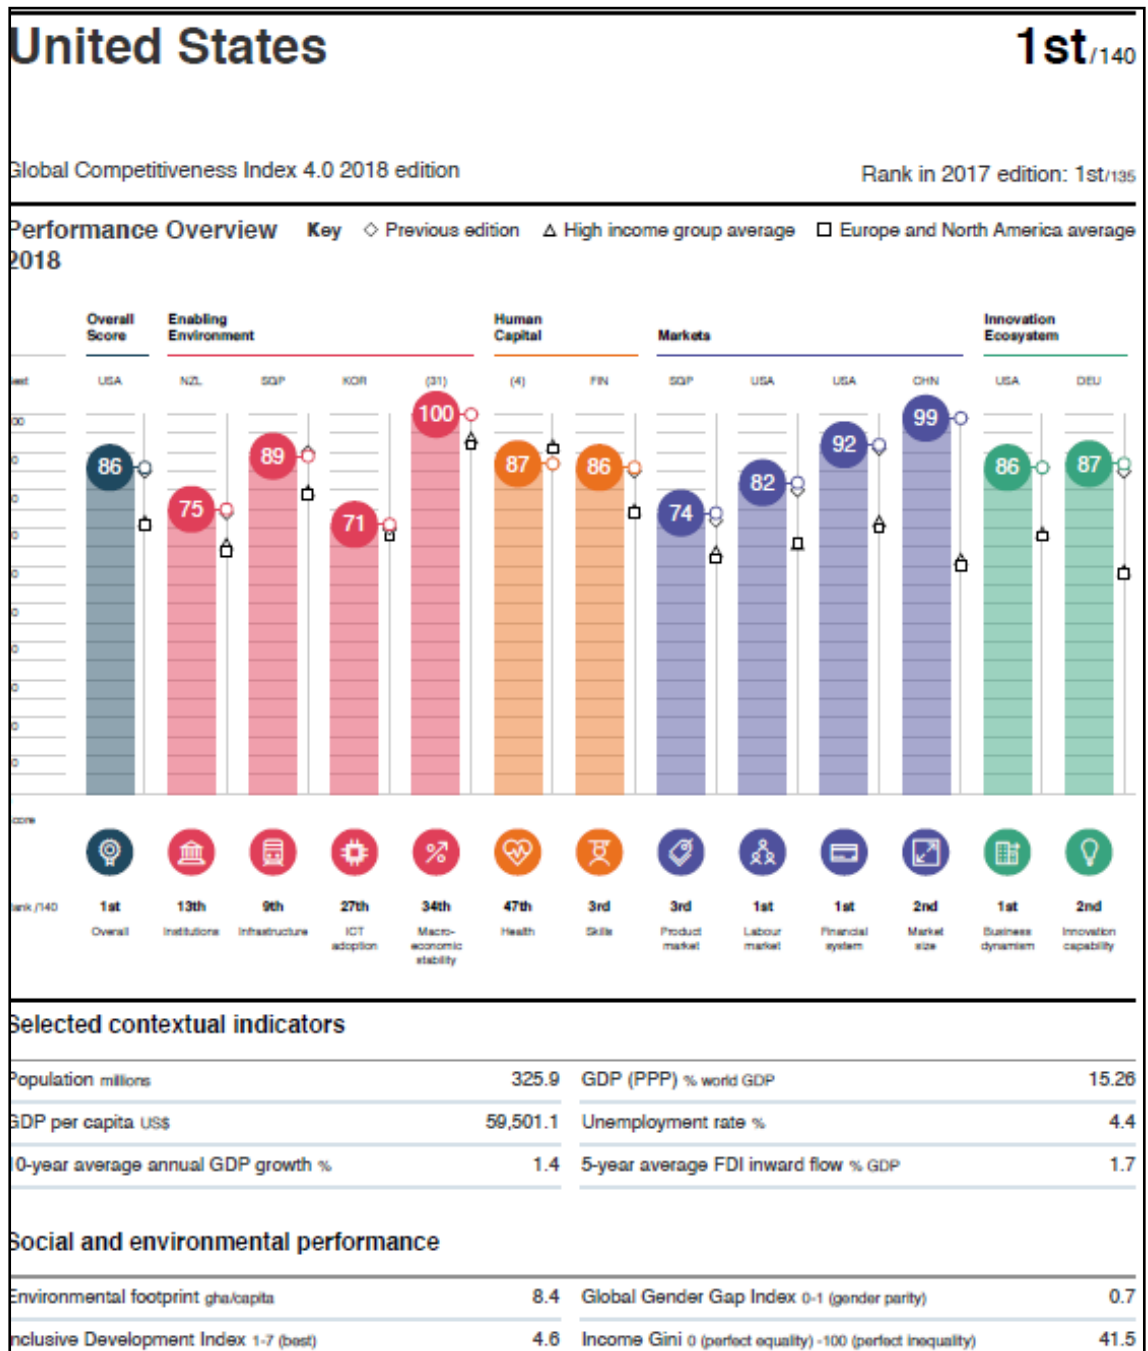 United States 1st/140
Global Competitiveness Index 4.0 2018 edition Rank in 2017 edition: 1st/135
Performance Overview Key Previous edition High income group average Europe and North America average
2018
Overall Enabling Human Innovation
Score Environment Capital Markets Ecosystem
USA NZL SGP KOR (31) (4) FIN SGP USA USA CHN USA DEU
86 75 89 71 100 87 86 74 82 92 99 86 87
1st 13th 9th 27th 34th 47th 3rd 3rd 1st 1st 2nd 1st 2nd
Overall Institutions Infrastructure ICT Macro- Health Skills Product Labour Financial Market Business Innovation
adoption economic market market system size dynamism capability
stability
Selected contextual indicators
Population millions 325.9 GDP (PPP) % world GDP 15.26
GDP per capita US$ 59,501.1 Unemployment rate % 4.4
10-year average annual GDP growth % 1.4 5-year average FDI inward flow % GDP 1.7
Social and environmental performance
Environmental footprint gha/capita 8.4 Global Gender Gap Index 0-1 (gender parity) 0.7
Inclusive Development Index 1-7 (best) 4.6 Income Gini 0 (perfect equality) -100 (perfect inequality) 41.5